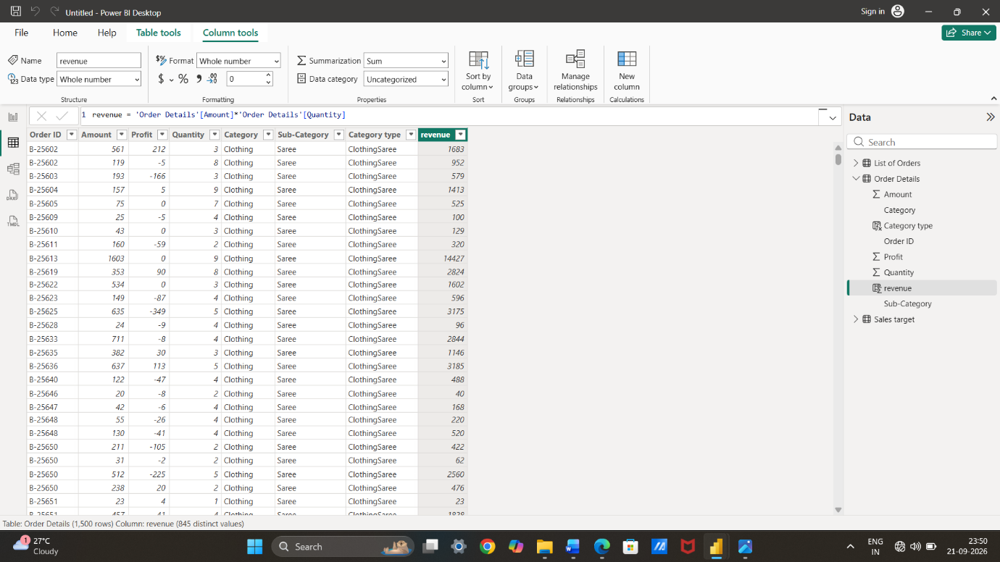 Untitled - Power BI Desktop Sign in
File Home Help Table tools Column tools Share
Name revenue $% Format Whole number Summarization Sum
Data type Whole number $ % 0 Data category Uncategorized
Sort by column Data groups Manage relationships New column
Structure Formatting Properties Sort Groups Relationships Calculations
1 revenue = 'Order Details'[Amount]*'Order Details'[Quantity]
Order ID Amount Profit Quantity Category Sub-Category Category type revenue
B-25602 561 212 3 Clothing Saree ClothingSaree 1683
B-25602 119 -5 8 Clothing Saree ClothingSaree 952
B-25603 193 -166 3 Clothing Saree ClothingSaree 579
B-25604 157 5 9 Clothing Saree ClothingSaree 1413
B-25605 75 0 7 Clothing Saree ClothingSaree 525
B-25609 25 -5 4 Clothing Saree ClothingSaree 100
B-25610 43 0 3 Clothing Saree ClothingSaree 129
B-25611 160 -59 2 Clothing Saree ClothingSaree 320
B-25613 1603 0 9 Clothing Saree ClothingSaree 14427
B-25619 353 90 8 Clothing Saree ClothingSaree 2824
B-25622 534 0 3 Clothing Saree ClothingSaree 1602
B-25623 149 -87 4 Clothing Saree ClothingSaree 596
B-25625 635 -349 5 Clothing Saree ClothingSaree 3175
B-25628 24 -9 4 Clothing Saree ClothingSaree 96
B-25633 711 -8 4 Clothing Saree ClothingSaree 2844
B-25635 382 30 3 Clothing Saree ClothingSaree 1146
B-25636 637 113 5 Clothing Saree ClothingSaree 3185
B-25640 122 -47 4 Clothing Saree ClothingSaree 488
B-25646 20 -8 2 Clothing Saree ClothingSaree 40
B-25647 42 -6 4 Clothing Saree ClothingSaree 168
B-25648 55 -26 4 Clothing Saree ClothingSaree 220
B-25648 130 -41 4 Clothing Saree ClothingSaree 520
B-25650 211 -105 2 Clothing Saree ClothingSaree 422
B-25650 31 -2 2 Clothing Saree ClothingSaree 62
B-25650 512 -225 5 Clothing Saree ClothingSaree 2560
B-25650 238 20 2 Clothing Saree ClothingSaree 476
B-25651 23 4 1 Clothing Saree ClothingSaree 23
B-25651 457 41 4 Clothing Saree ClothingSaree 1828
Data
Search
List of Orders
Order Details
Amount
Category
Category type
Order ID
Profit
Quantity
revenue
Sub-Category
Sales target
DAX
TMDL
Table: Order Details (1,500 rows) Column: revenue (845 distinct values)
1 27°C
Cloudy
Search
ENG
IN
23:50
21-09-2026